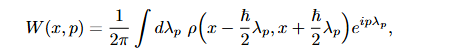 W(x, p) = \frac{1}{2\pi} \int d\lambda_p \, \rho\left(x - \frac{\hbar}{2}\lambda_p, x + \frac{\hbar}{2}\lambda_p\right) e^{ip\lambda_p},